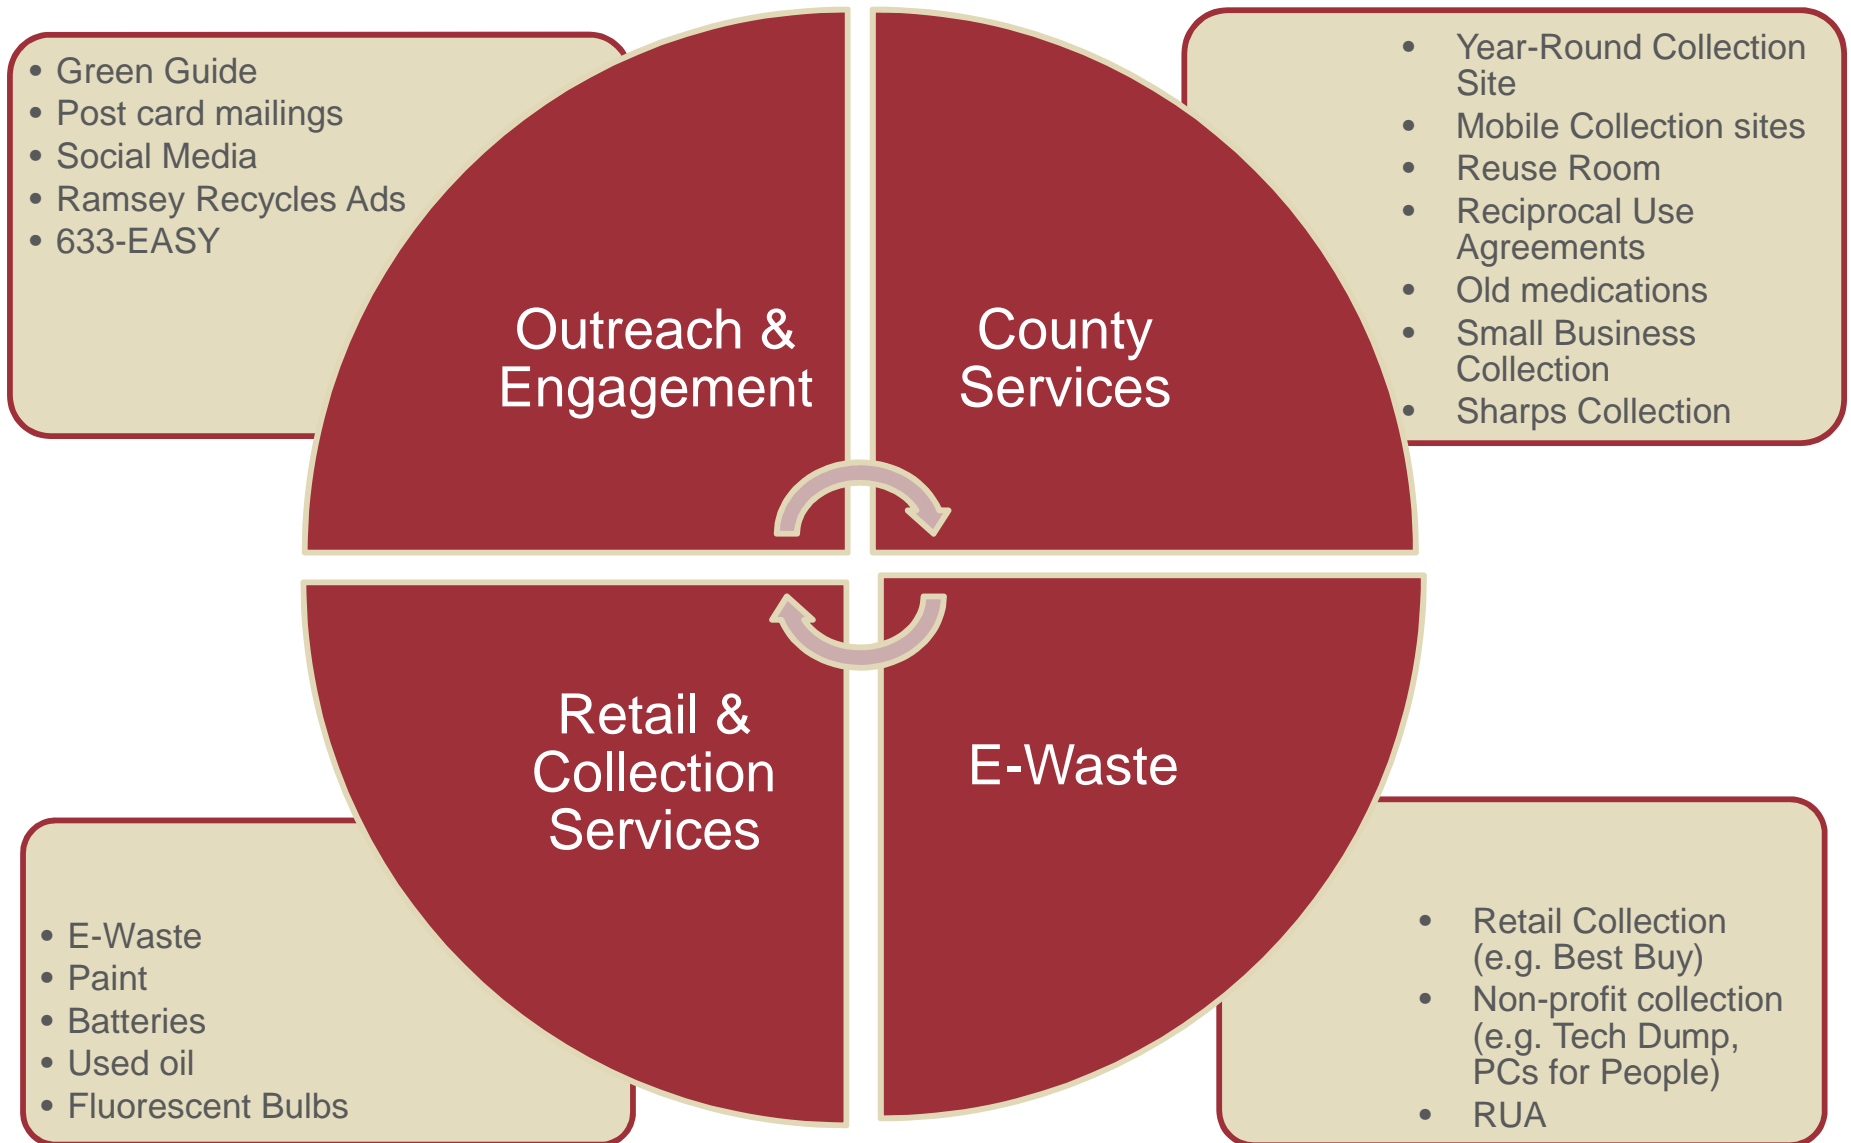 • Green Guide
• Post card mailings
• Social Media
• Ramsey Recycles Ads
• 633-EASY
Outreach &
Engagement
County
Services
• Year-Round Collection
Site
• Mobile Collection sites
• Reuse Room
• Reciprocal Use
Agreements
• Old medications
• Small Business
Collection
• Sharps Collection
Retail &
Collection
Services
E-Waste
• E-Waste
• Paint
• Batteries
• Used oil
• Fluorescent Bulbs
• Retail Collection
(e.g. Best Buy)
• Non-profit collection
(e.g. Tech Dump,
PCs for People)
• RUA